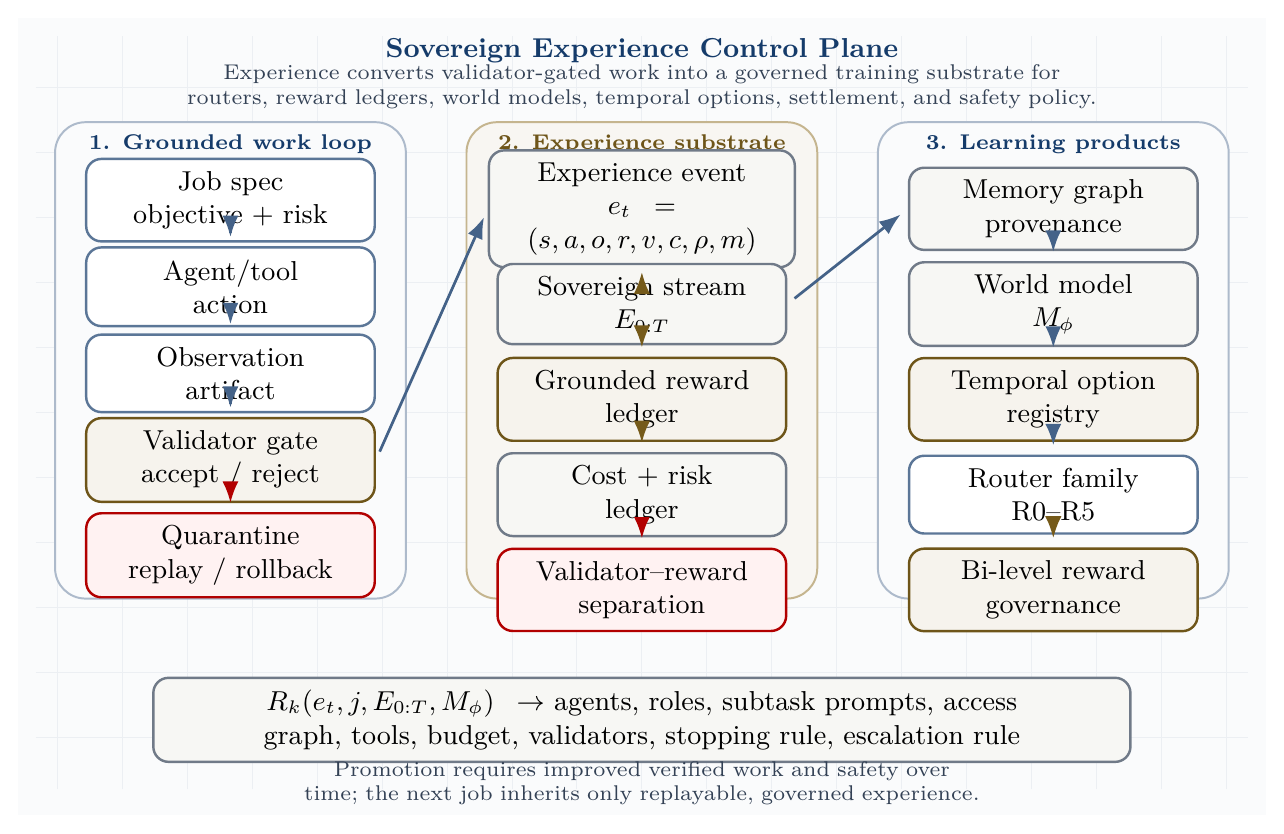 Sovereign Experience Control Plane
Experience converts validator-gated work into a governed training substrate for
routers, reward ledgers, world models, temporal options, settlement, and safety policy.
1. Grounded work loop
Job spec
objective + risk
Agent/tool
action
Observation
artifact
Validator gate
accept / reject
Quarantine
replay / rollback
2. Experience substrate
Experience event
e_t =
(s, a, o, r, v, c, ρ, m)
Sovereign stream
E_{0:T}
Grounded reward
ledger
Cost + risk
ledger
Validator–reward
separation
3. Learning products
Memory graph
provenance
World model
M_ϕ
Temporal option
registry
Router family
R0–R5
Bi-level reward
governance
R_k(e_t, j, E_{0:T}, M_ϕ) → agents, roles, subtask prompts, access
graph, tools, budget, validators, stopping rule, escalation rule
Promotion requires improved verified work and safety over
time; the next job inherits only replayable, governed experience.